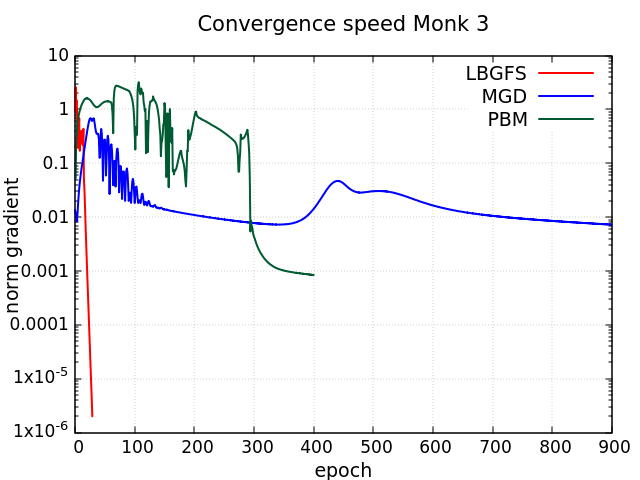 Convergence speed Monk 3
LBGFS
MGD
PBM
norm gradient
10
1
0.1
0.01
0.001
0.0001
1x10^-5
1x10^-6
0 100 200 300 400 500 600 700 800 900
epoch